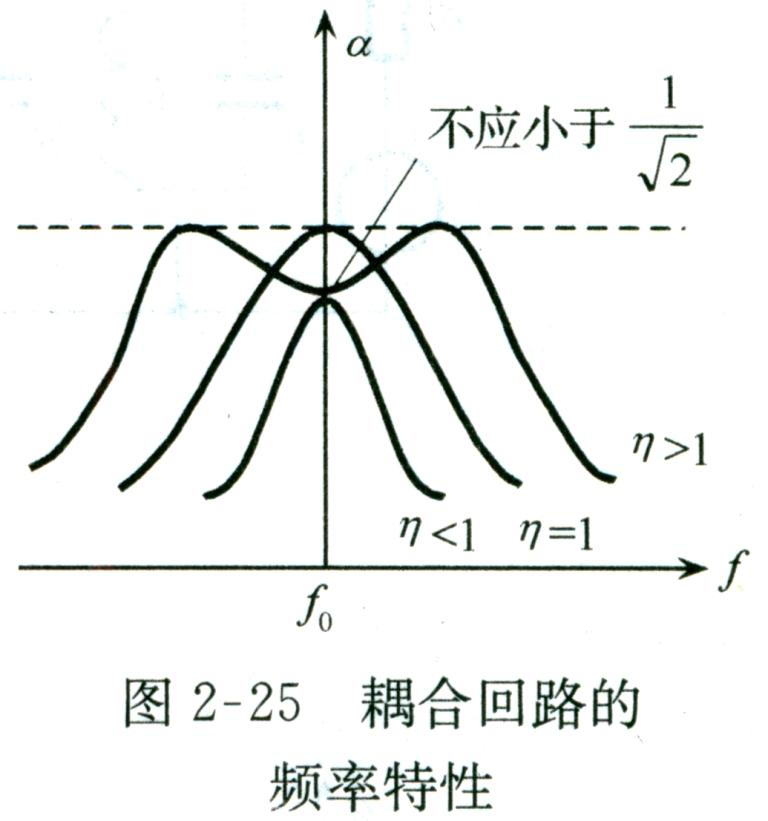 α
不应小于 1/√2
η>1
η<1 η=1
f
f₀
图 2-25 耦合回路的
频率特性